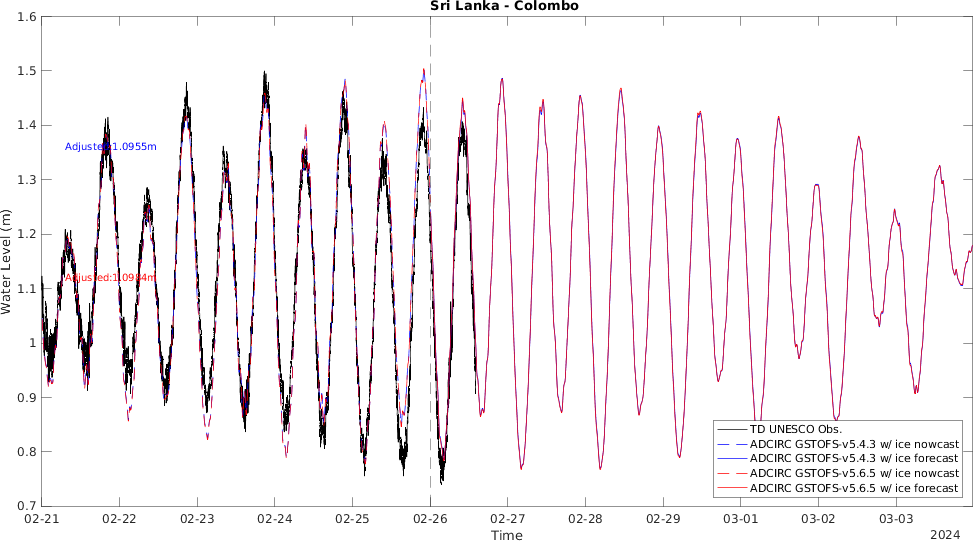 Sri Lanka - Colombo
1.6
1.5
1.4
1.3
1.2
1.1
1
0.9
0.8
0.7
Water Level (m)
Adjusted:1.0955m
Adjusted:1.0984m
TD UNESCO Obs.
ADCIRC GSTOFS-v5.4.3 w/ ice nowcast
ADCIRC GSTOFS-v5.4.3 w/ ice forecast
ADCIRC GSTOFS-v5.6.5 w/ ice nowcast
ADCIRC GSTOFS-v5.6.5 w/ ice forecast
02-21 02-22 02-23 02-24 02-25 02-26 02-27 02-28 02-29 03-01 03-02 03-03
Time
2024